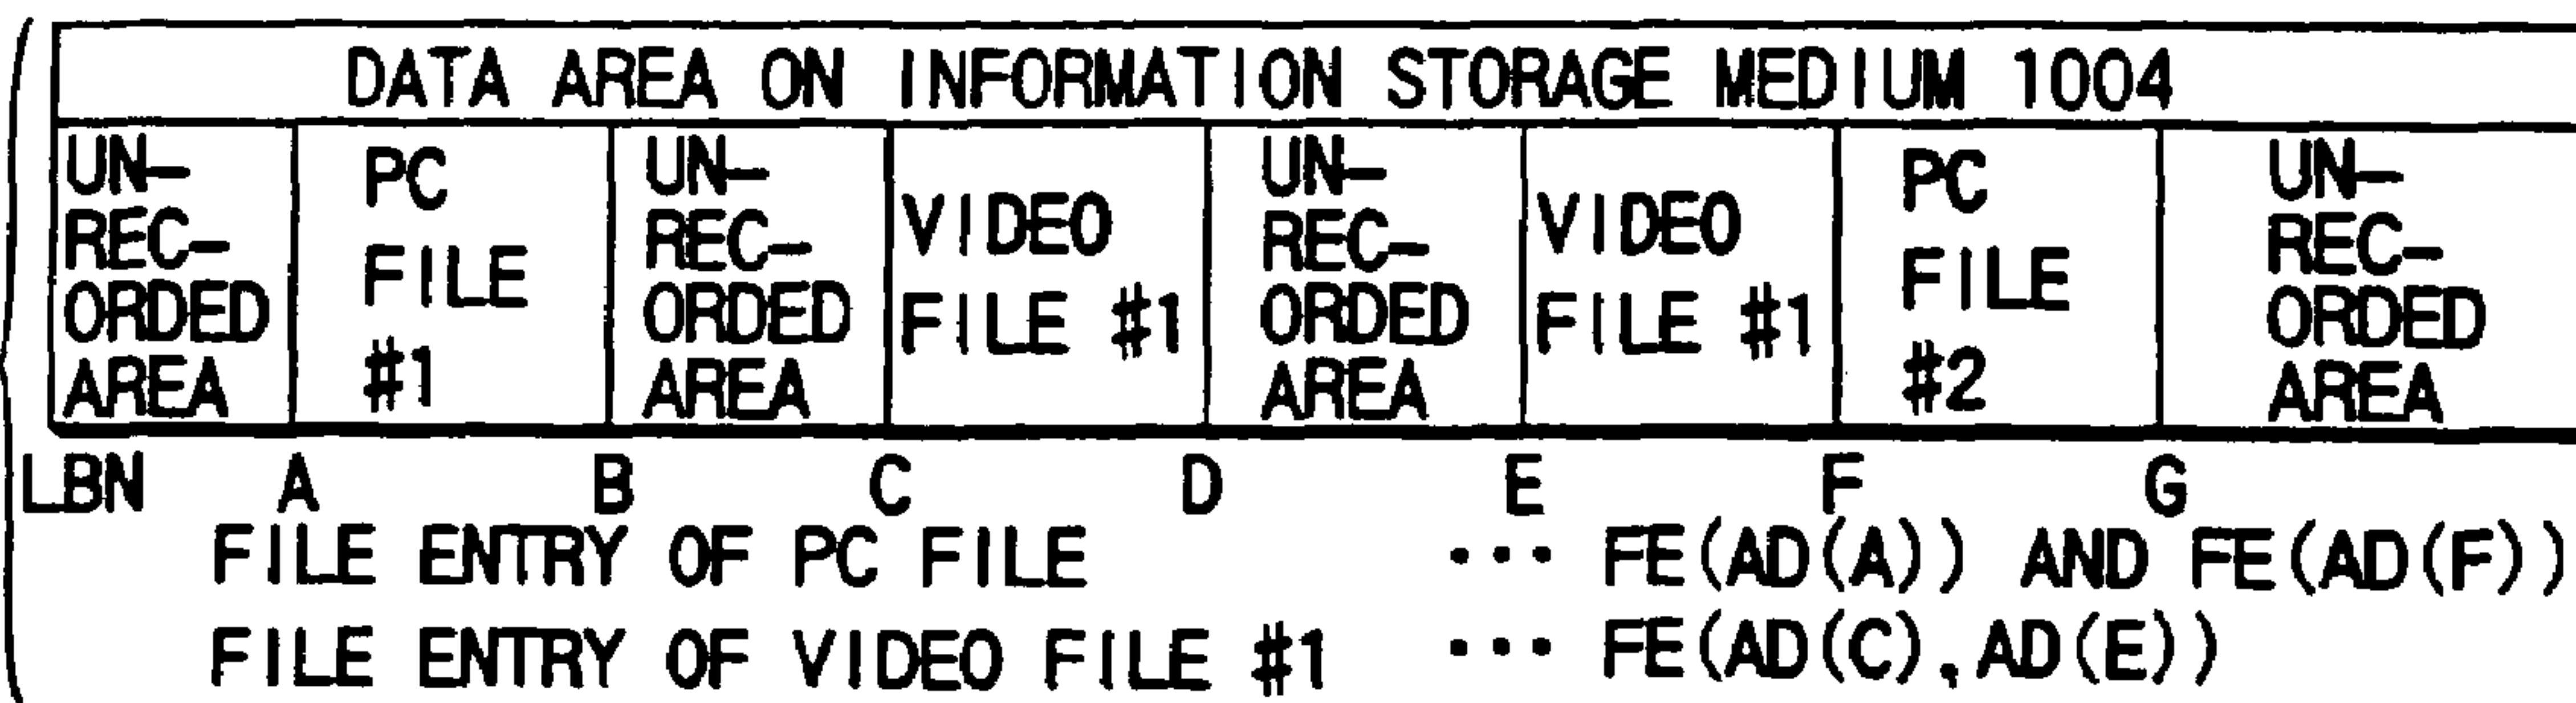 DATA AREA ON INFORMATION STORAGE MEDIUM 1004
UN-
REC-
ORDED
AREA
PC
FILE
#1
UN-
REC-
ORDED
AREA
VIDEO
FILE #1
UN-
REC-
ORDED
AREA
VIDEO
FILE #1
PC
FILE
#2
UN-
REC-
ORDED
AREA
LBN A B C D E F G
FILE ENTRY OF PC FILE ··· FE(AD(A)) AND FE(AD(F))
FILE ENTRY OF VIDEO FILE #1 ··· FE(AD(C),AD(E))